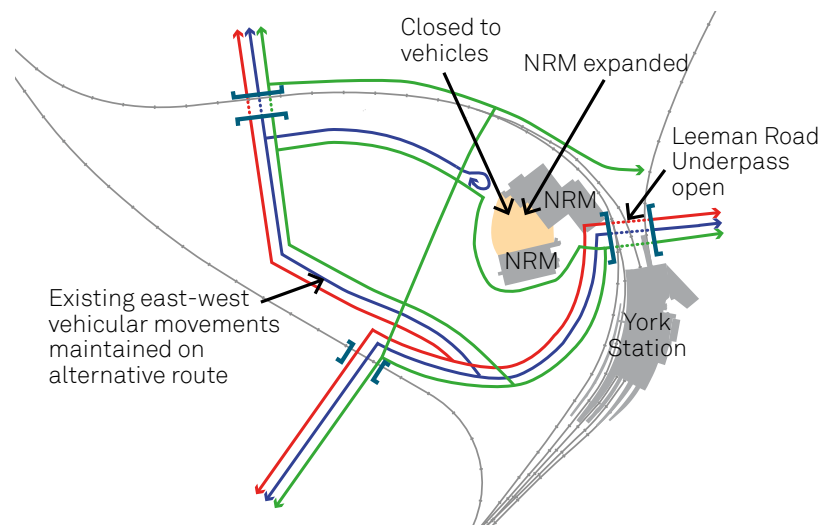 Closed to
vehicles
NRM expanded
Leeman Road
Underpass
open
NRM
NRM
Existing east-west
vehicular movements
maintained on
alternative route
York
Station